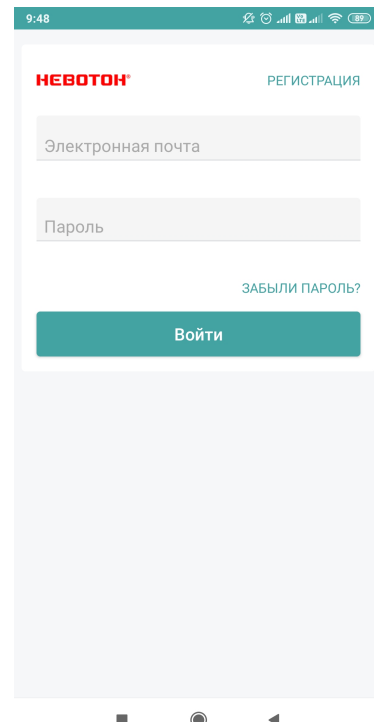 9:48
89
НЕВОТОН®
РЕГИСТРАЦИЯ
Электронная почта
Пароль
ЗАБЫЛИ ПАРОЛЬ?
Войти